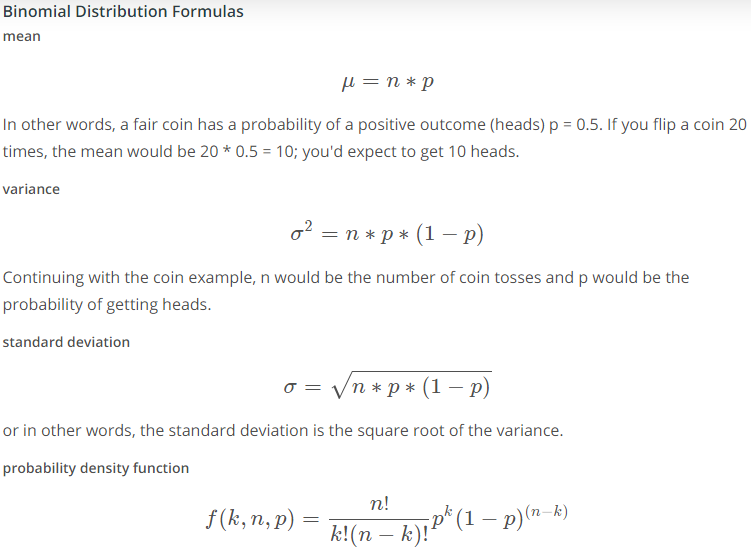 Binomial Distribution Formulas
mean
μ = n ∗ p
In other words, a fair coin has a probability of a positive outcome (heads) p = 0.5. If you flip a coin 20
times, the mean would be 20 * 0.5 = 10; you'd expect to get 10 heads.
variance
σ² = n ∗ p ∗ (1 − p)
Continuing with the coin example, n would be the number of coin tosses and p would be the
probability of getting heads.
standard deviation
σ = √(n ∗ p ∗ (1 − p))
or in other words, the standard deviation is the square root of the variance.
probability density function
f(k, n, p) = n! / k!(n − k)! p^k (1 − p)^(n−k)